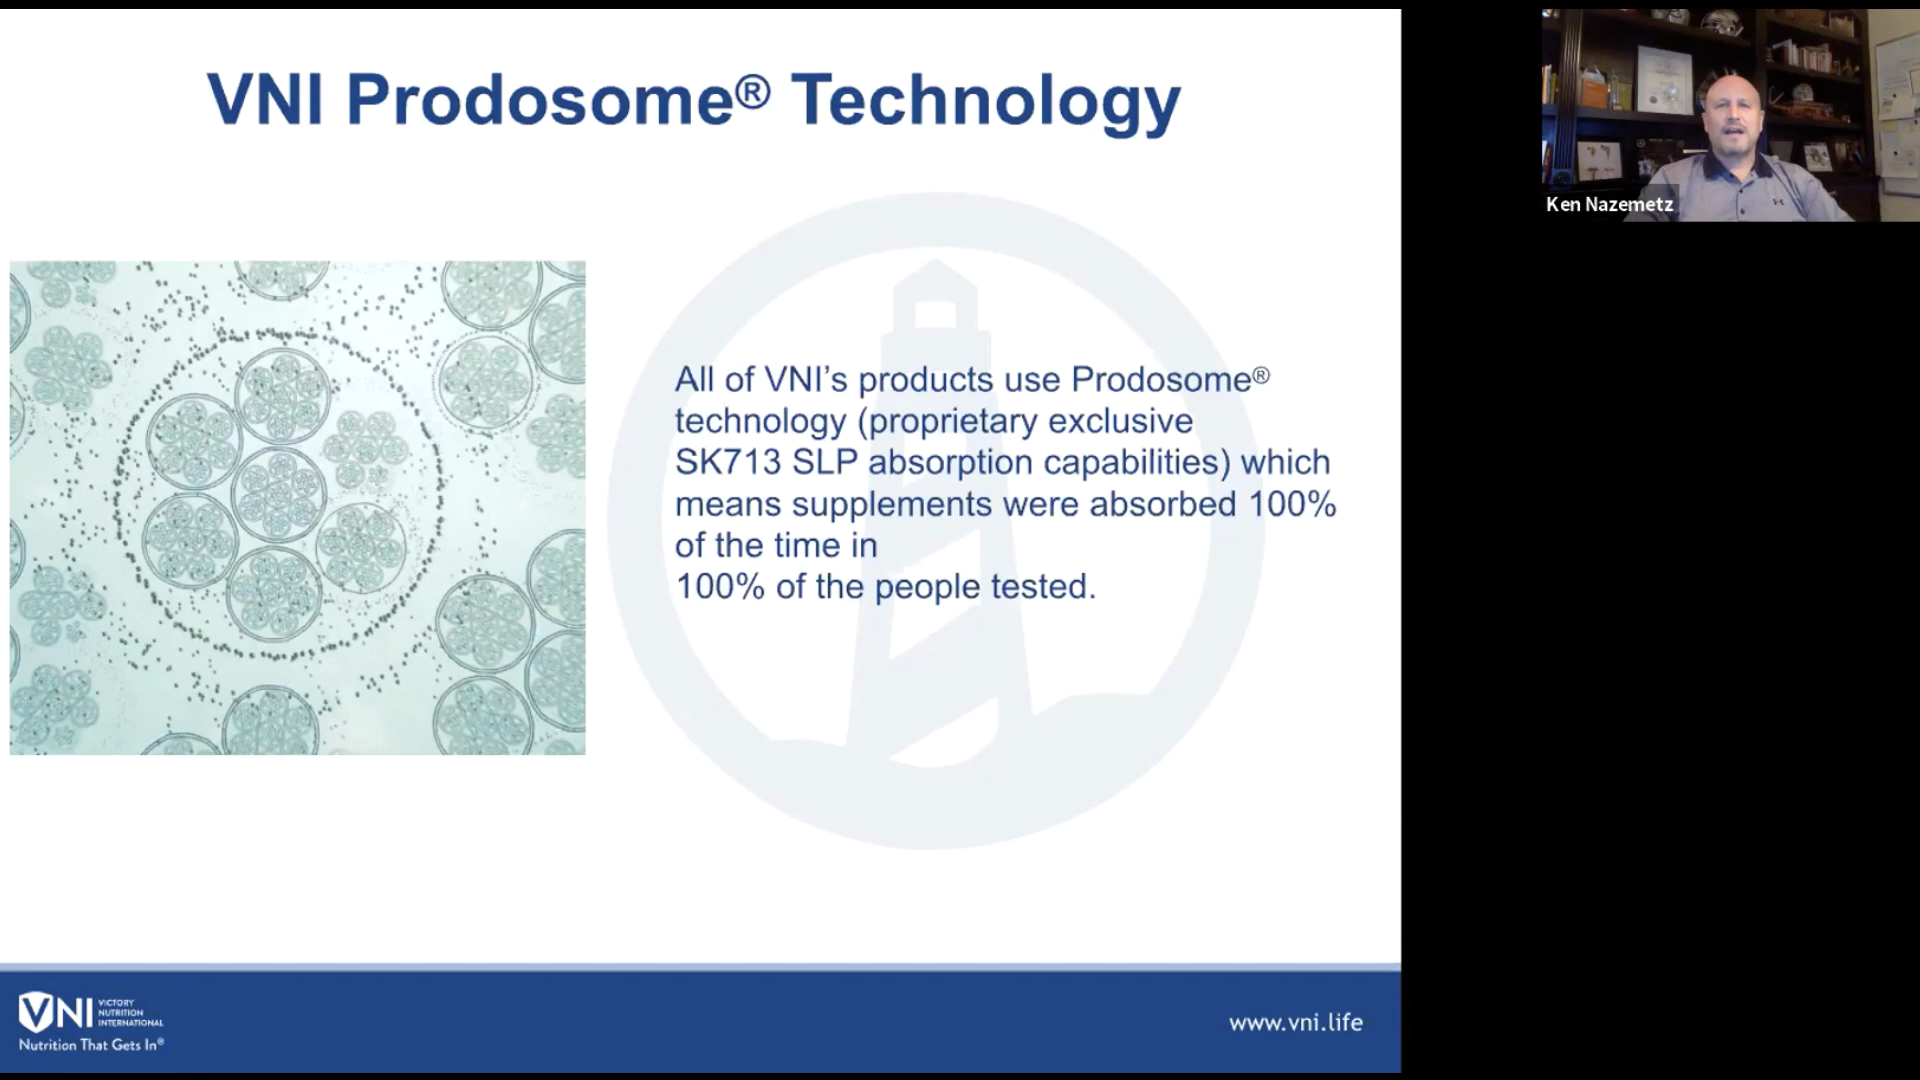 VNI Prodosome® Technology
Ken Nazemetz
All of VNI’s products use Prodosome®
technology (proprietary exclusive
SK713 SLP absorption capabilities) which
means supplements were absorbed 100%
of the time in
100% of the people tested.
VNI
VICTORY
NUTRITION
INTERNATIONAL
Nutrition That Gets In®
www.vni.life